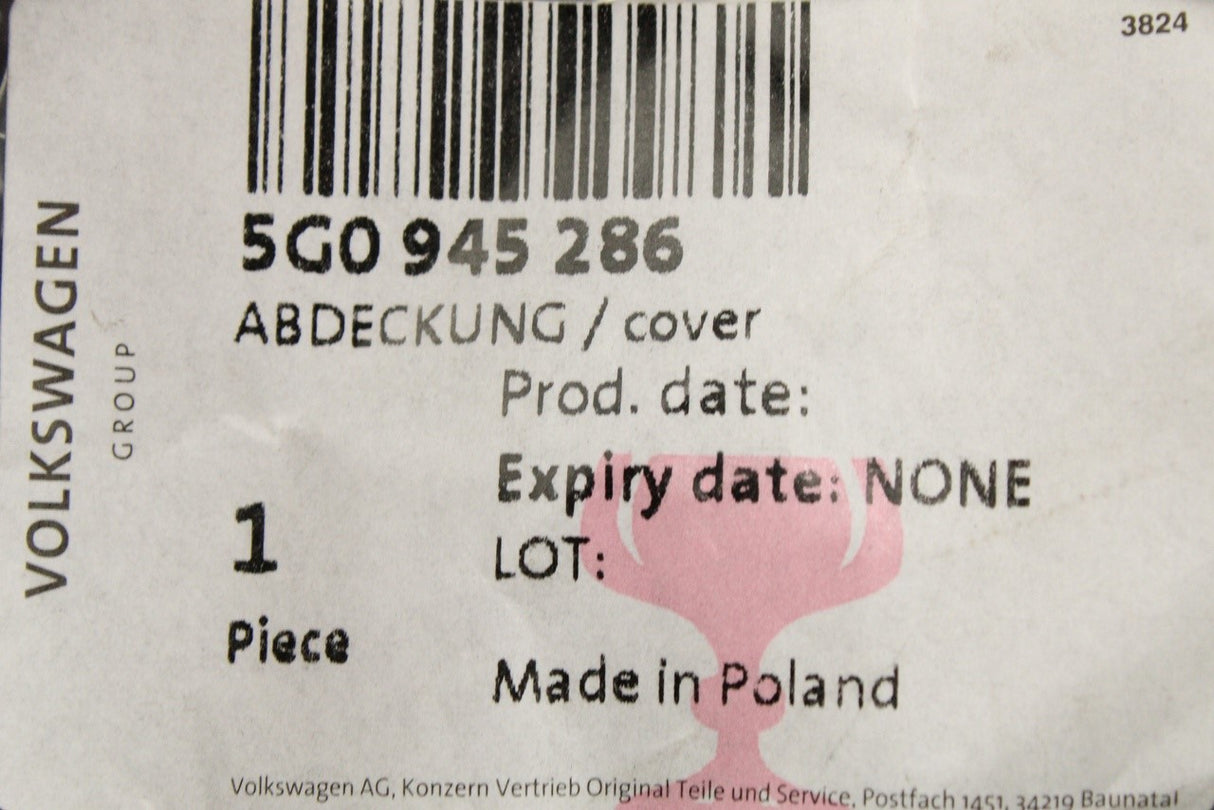 3824
VOLKSWAGEN
GROUP
5G0 945 286
ABDECKUNG / cover
Prod. date:
Expiry date: NONE
1
LOT:
Piece
Made in Poland
Volkswagen AG, Konzern Vertrieb Original Teile und Service, Postfach 1451, 34219 Baunatal